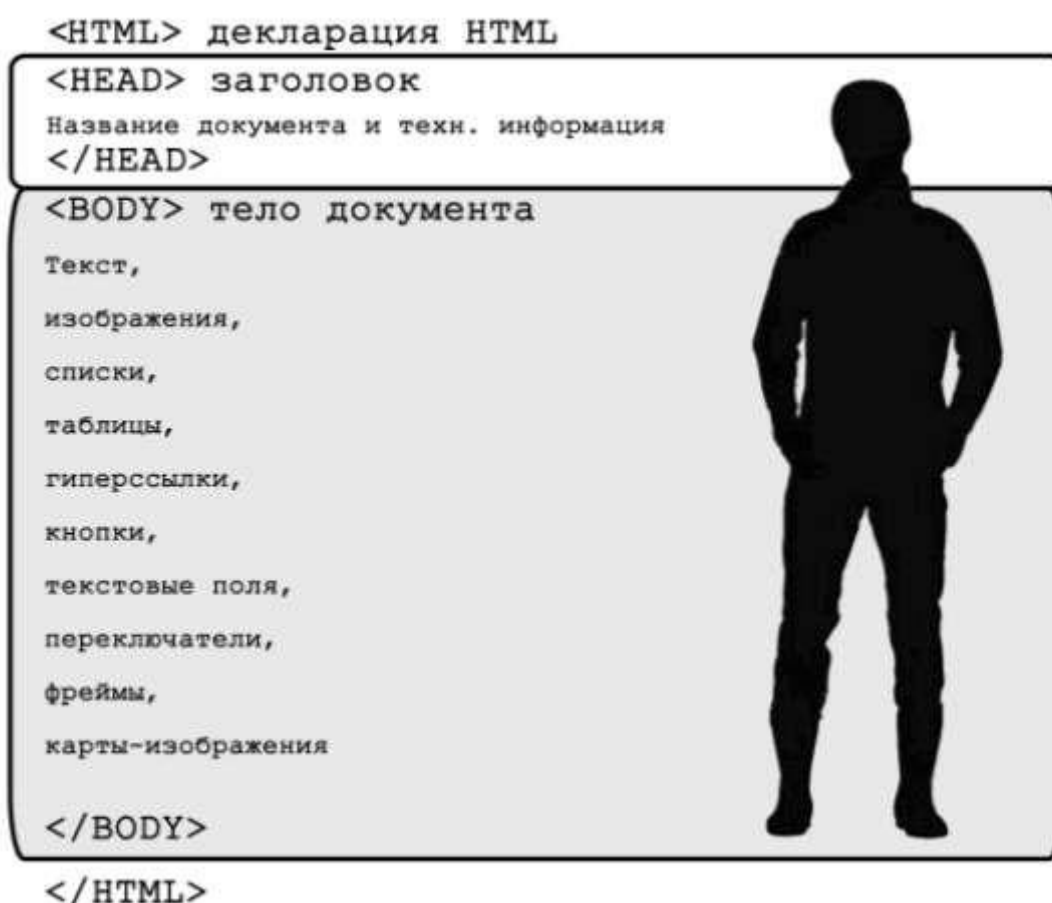 <HTML> декларация HTML
<HEAD> заголовок
Название документа и техн. информация
</HEAD>
<BODY> тело документа
Текст,
изображения,
списки,
таблицы,
гиперссылки,
кнопки,
текстовые поля,
переключатели,
фреймы,
карты-изображения
</BODY>
</HTML>